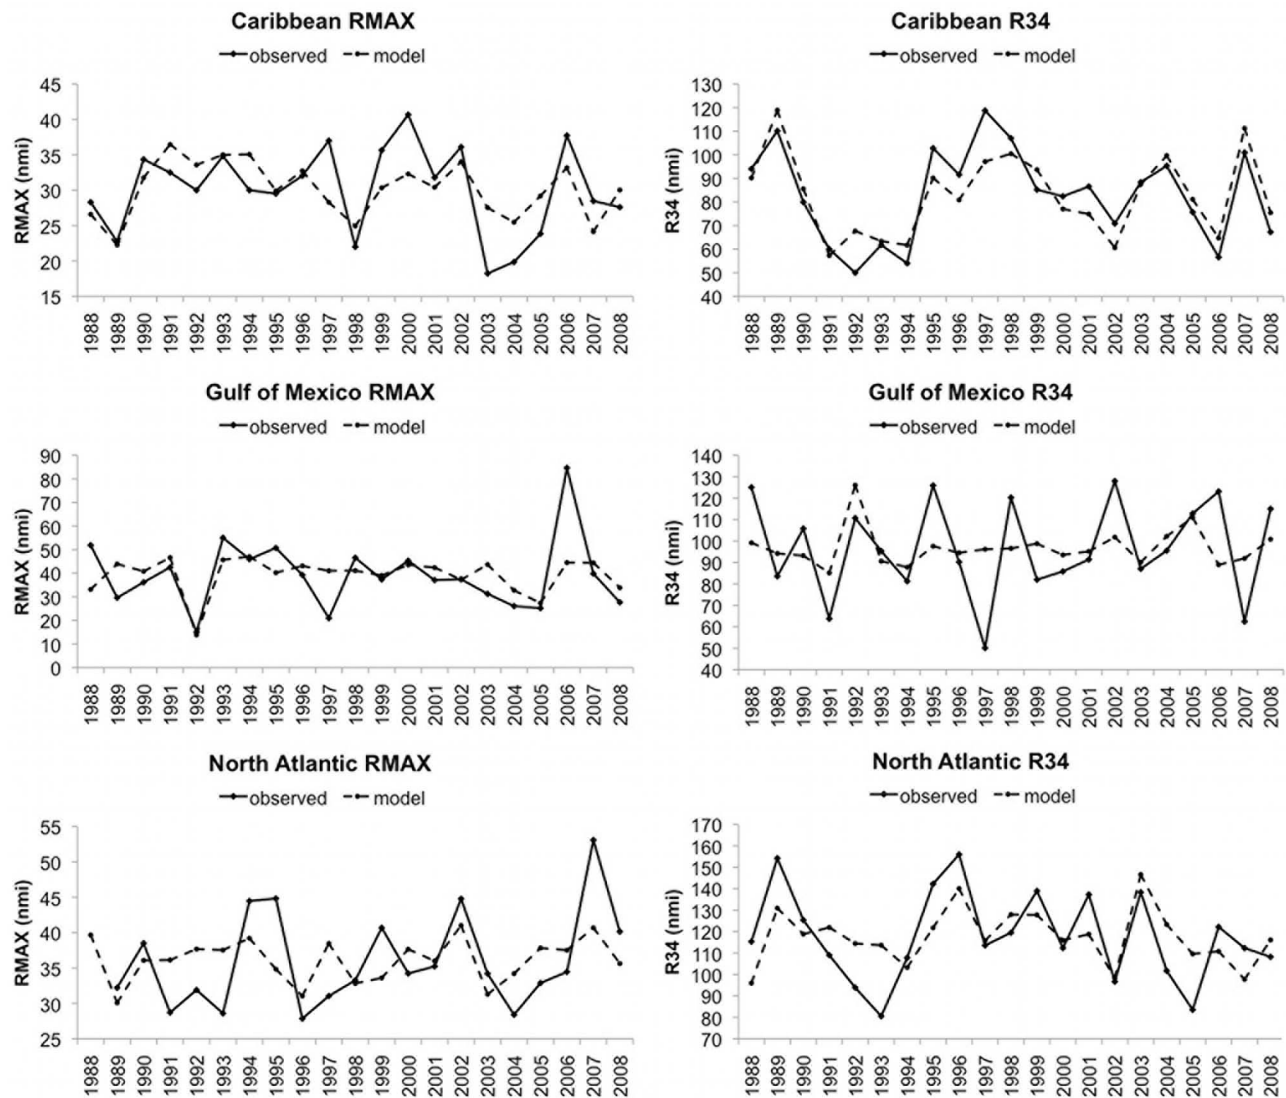 Caribbean RMAX
observed model
RMAX (nmi)
45
40
35
30
25
20
15
1988 1989 1990 1991 1992 1993 1994 1995 1996 1997 1998 1999 2000 2001 2002 2003 2004 2005 2006 2007 2008
Caribbean R34
observed model
R34 (nmi)
130
120
110
100
90
80
70
60
50
40
1988 1989 1990 1991 1992 1993 1994 1995 1996 1997 1998 1999 2000 2001 2002 2003 2004 2005 2006 2007 2008
Gulf of Mexico RMAX
observed model
RMAX (nmi)
90
80
70
60
50
40
30
20
10
0
1988 1989 1990 1991 1992 1993 1994 1995 1996 1997 1998 1999 2000 2001 2002 2003 2004 2005 2006 2007 2008
Gulf of Mexico R34
observed model
R34 (nmi)
140
130
120
110
100
90
80
70
60
50
40
1988 1989 1990 1991 1992 1993 1994 1995 1996 1997 1998 1999 2000 2001 2002 2003 2004 2005 2006 2007 2008
North Atlantic RMAX
observed model
RMAX (nmi)
55
50
45
40
35
30
25
1988 1989 1990 1991 1992 1993 1994 1995 1996 1997 1998 1999 2000 2001 2002 2003 2004 2005 2006 2007 2008
North Atlantic R34
observed model
R34 (nmi)
170
160
150
140
130
120
110
100
90
80
70
1988 1989 1990 1991 1992 1993 1994 1995 1996 1997 1998 1999 2000 2001 2002 2003 2004 2005 2006 2007 2008